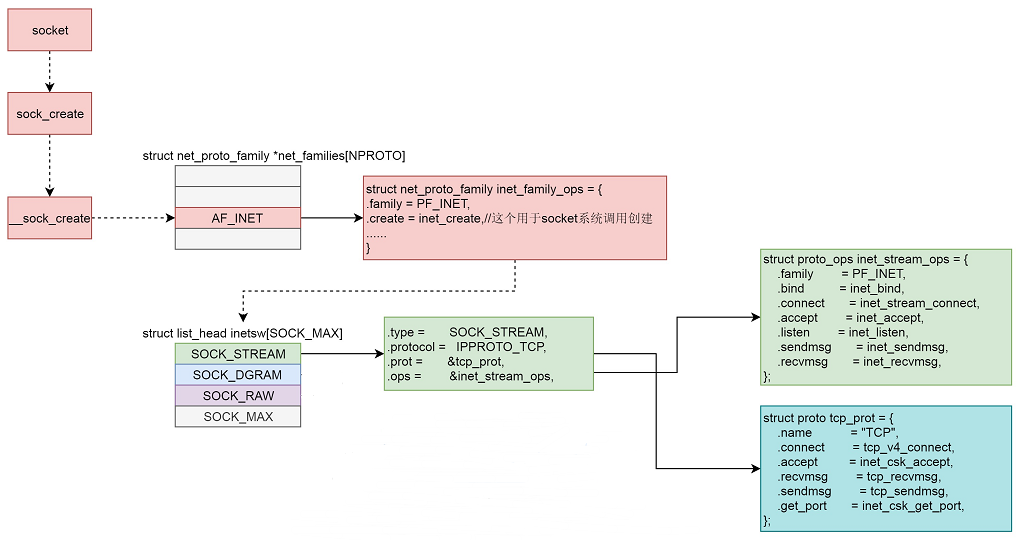 socket
sock_create
__sock_create
struct net_proto_family *net_families[NPROTO]
AF_INET
struct net_proto_family inet_family_ops = {
.family = PF_INET,
.create = inet_create,//这个用于socket系统调用创建
......
}
struct list_head inetsw[SOCK_MAX]
SOCK_STREAM
SOCK_DGRAM
SOCK_RAW
SOCK_MAX
.type = SOCK_STREAM,
.protocol = IPPROTO_TCP,
.prot = &tcp_prot,
.ops = &inet_stream_ops,
struct proto_ops inet_stream_ops = {
.family = PF_INET,
.bind = inet_bind,
.connect = inet_stream_connect,
.accept = inet_accept,
.listen = inet_listen,
.sendmsg = inet_sendmsg,
.recvmsg = inet_recvmsg,
};
struct proto tcp_prot = {
.name = "TCP",
.connect = tcp_v4_connect,
.accept = inet_csk_accept,
.recvmsg = tcp_recvmsg,
.sendmsg = tcp_sendmsg,
.get_port = inet_csk_get_port,
};